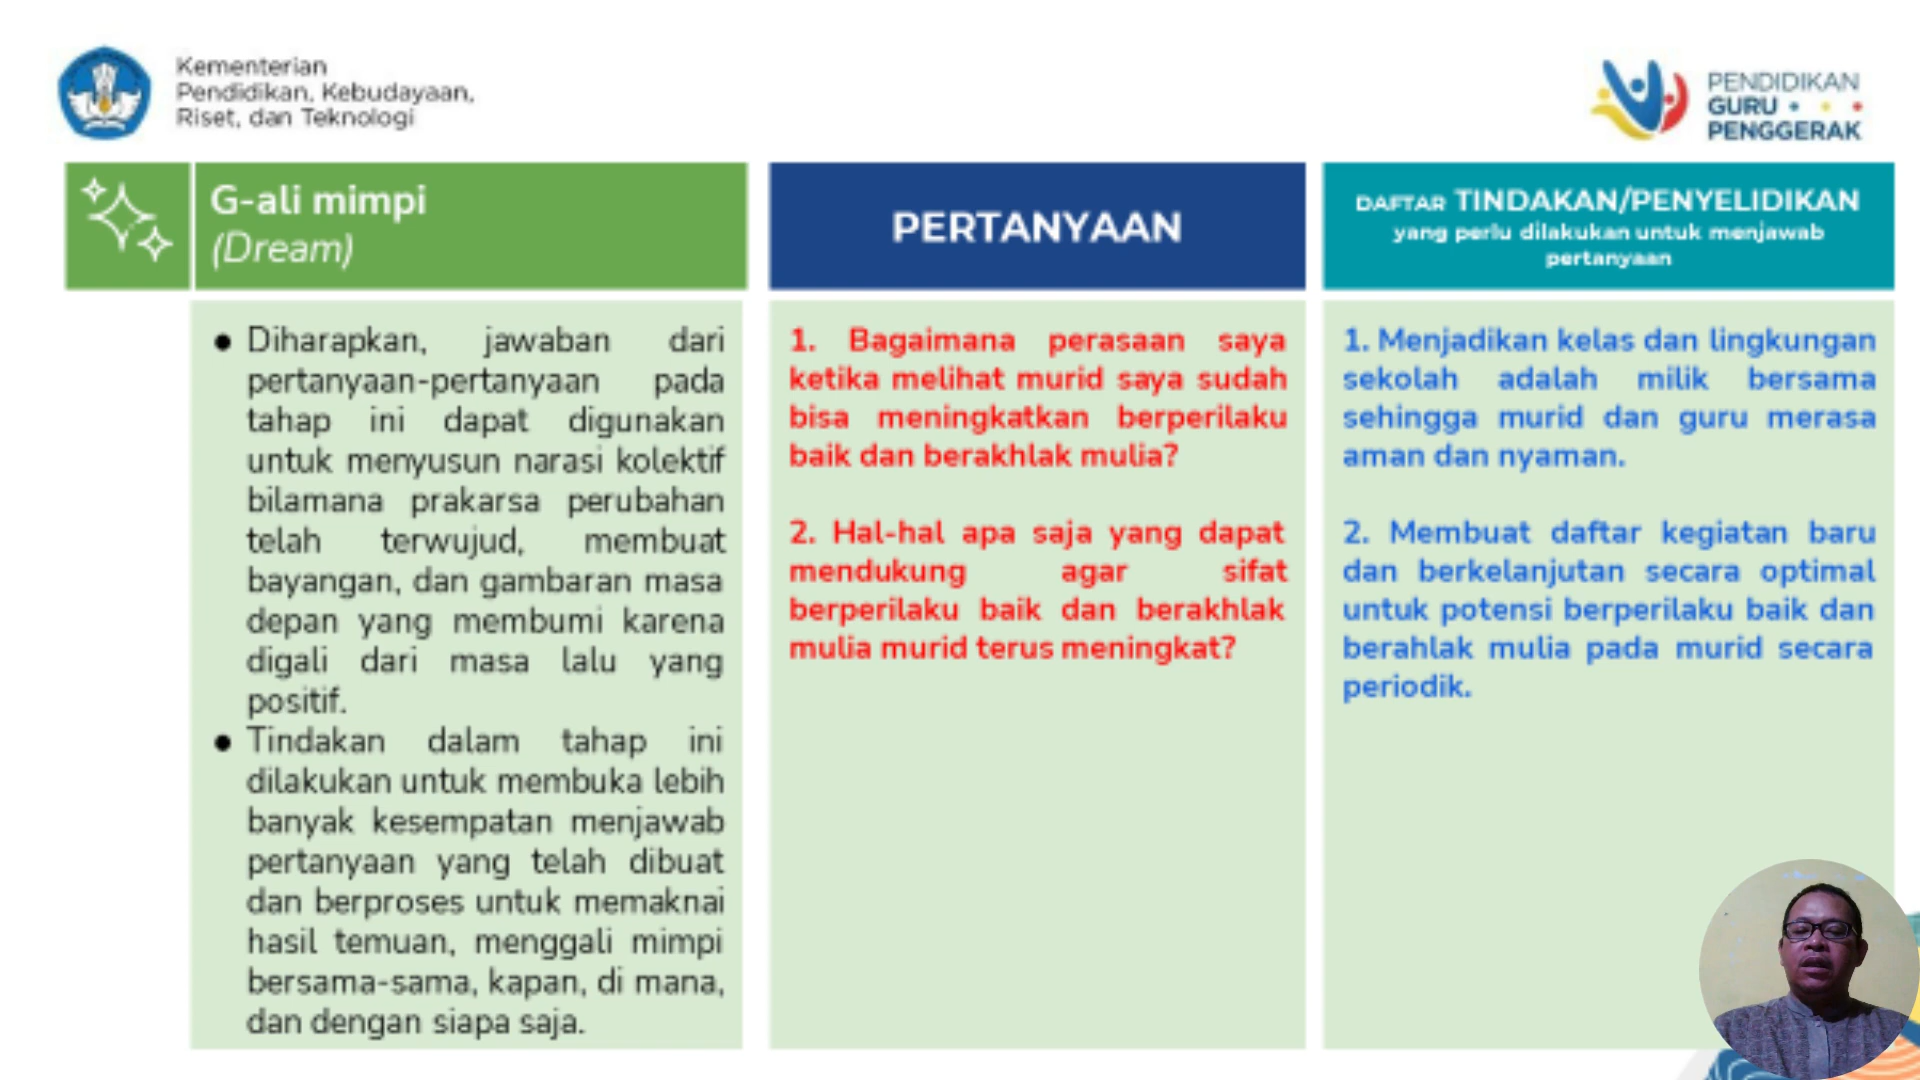 Kementerian
Pendidikan, Kebudayaan,
Riset, dan Teknologi
PENDIDIKAN
GURU
PENGGERAK
G-ali mimpi
(Dream)
PERTANYAAN
DAFTAR TINDAKAN/PENYELIDIKAN
yang perlu dilakukan untuk menjawab
pertanyaan
● Diharapkan, jawaban dari
pertanyaan-pertanyaan pada
tahap ini dapat digunakan
untuk menyusun narasi kolektif
bilamana prakarsa perubahan
telah terwujud, membuat
bayangan, dan gambaran masa
depan yang membumi karena
digali dari masa lalu yang
positif.
● Tindakan dalam tahap ini
dilakukan untuk membuka lebih
banyak kesempatan menjawab
pertanyaan yang telah dibuat
dan berproses untuk memaknai
hasil temuan, menggali mimpi
bersama-sama, kapan, di mana,
dan dengan siapa saja.
1. Bagaimana perasaan saya
ketika melihat murid saya sudah
bisa meningkatkan berperilaku
baik dan berakhlak mulia?
2. Hal-hal apa saja yang dapat
mendukung agar sifat
berperilaku baik dan berakhlak
mulia murid terus meningkat?
1. Menjadikan kelas dan lingkungan
sekolah adalah milik bersama
sehingga murid dan guru merasa
aman dan nyaman.
2. Membuat daftar kegiatan baru
dan berkelanjutan secara optimal
untuk potensi berperilaku baik dan
berahlak mulia pada murid secara
periodik.